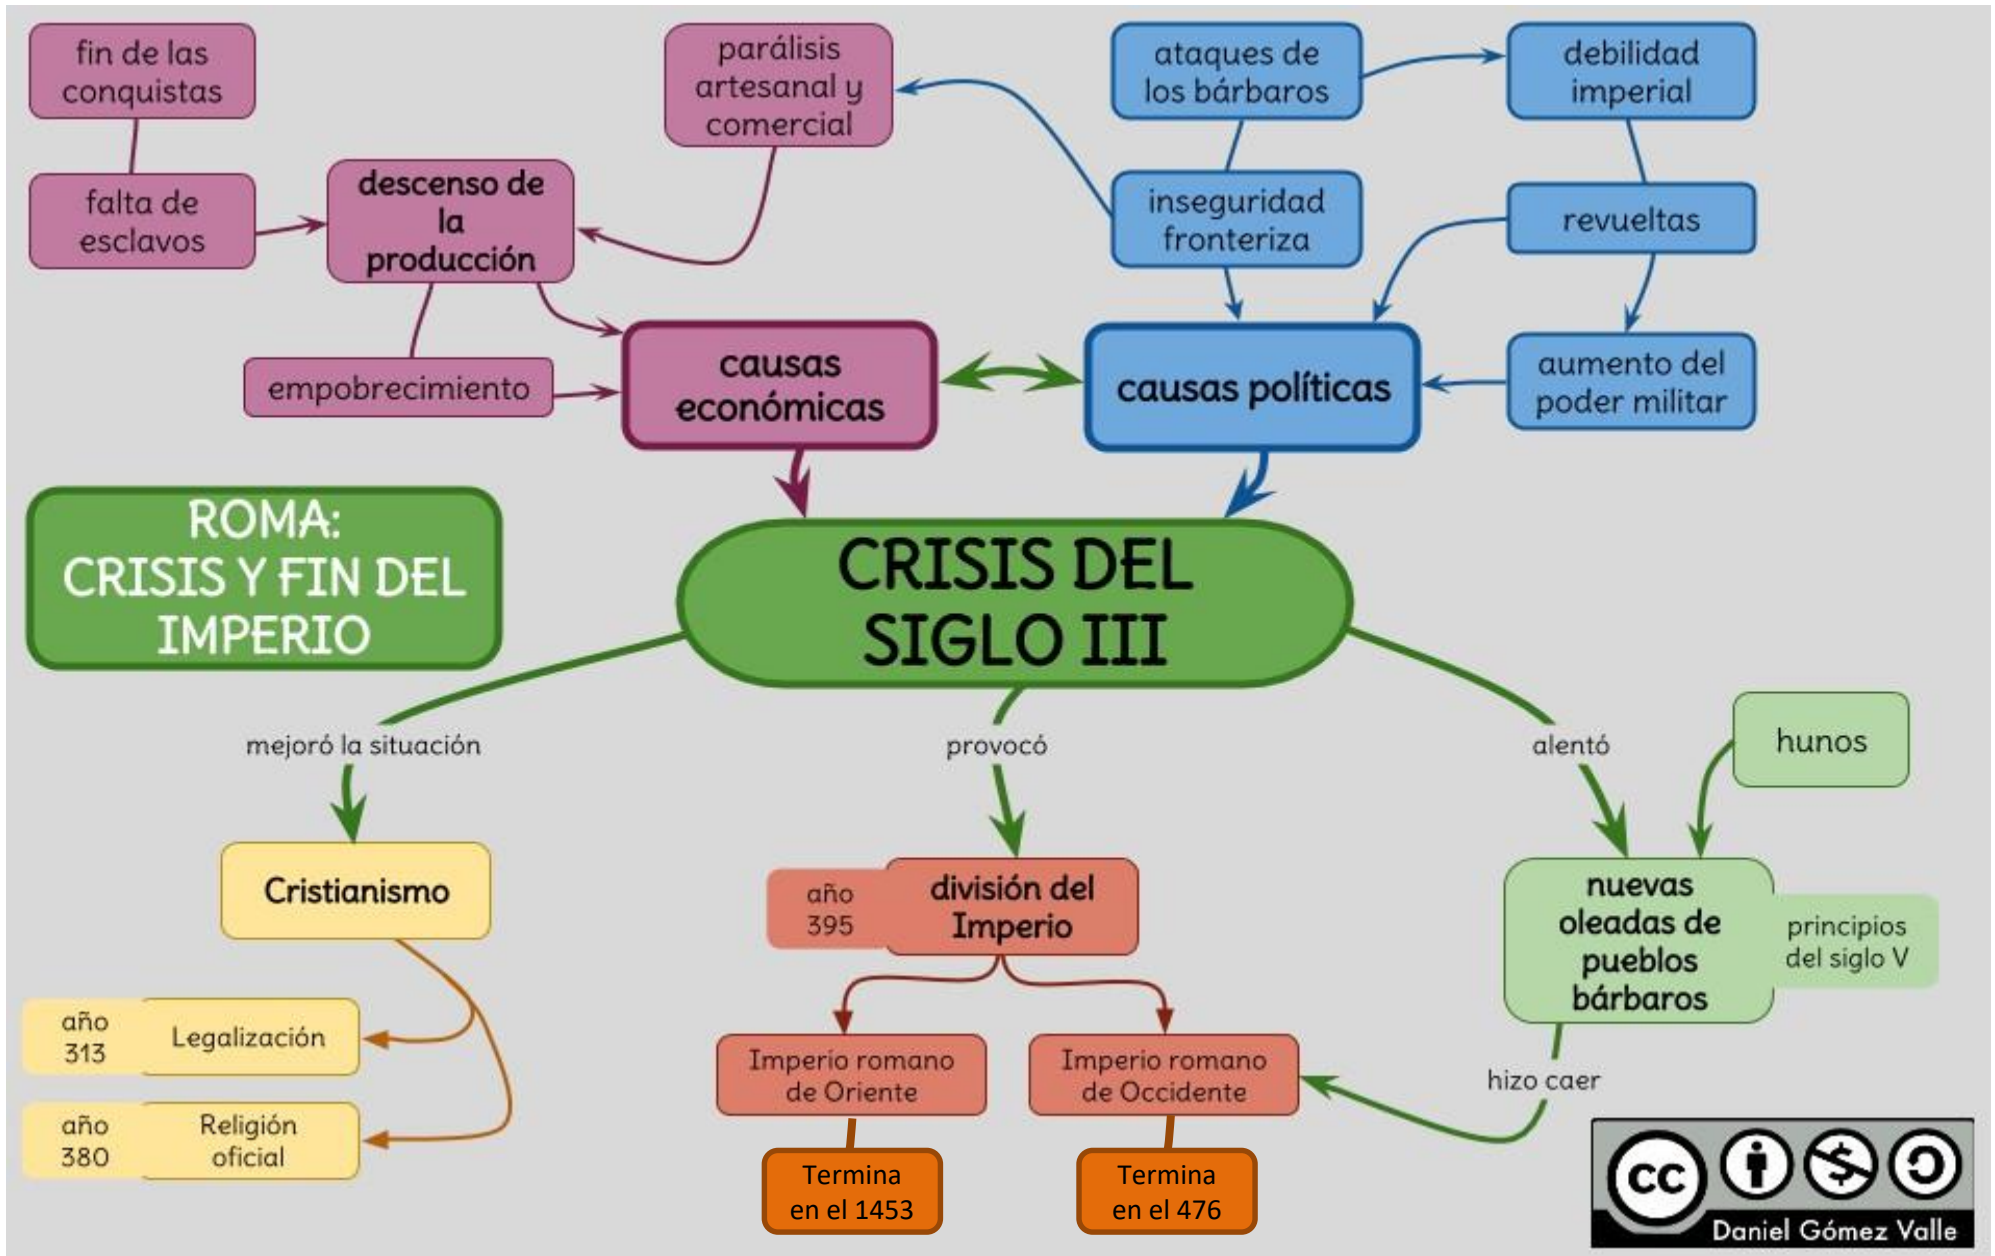 fin de las
conquistas
parálisis
artesanal y
comercial
ataques de
los bárbaros
debilidad
imperial
falta de
esclavos
descenso de
la
producción
inseguridad
fronteriza
revueltas
empobrecimiento
causas
económicas
causas políticas
aumento del
poder militar
ROMA:
CRISIS Y FIN DEL
IMPERIO
CRISIS DEL
SIGLO III
mejoró la situación
provocó
alentó
hunos
Cristianismo
año
395
división del
Imperio
nuevas
oleadas de
pueblos
bárbaros
principios
del siglo V
año
313
Legalización
Imperio romano
de Oriente
Imperio romano
de Occidente
hizo caer
año
380
Religión
oficial
Termina
en el 1453
Termina
en el 476
cc
Daniel Gómez Valle